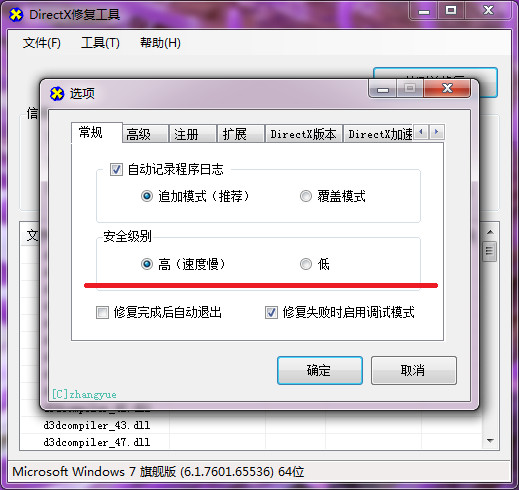 DirectX修复工具
文件(F) 工具(T) 帮助(H)
选项
常规 高级 注册 扩展 DirectX版本 DirectX加速
自动记录程序日志
追加模式（推荐） 覆盖模式
安全级别
高（速度慢） 低
修复完成后自动退出 修复失败时启用调试模式
确定 取消
[C]zhangyue
d3dcompiler_43.dll
d3dcompiler_47.dll
Microsoft Windows 7 旗舰版 (6.1.7601.65536) 64位